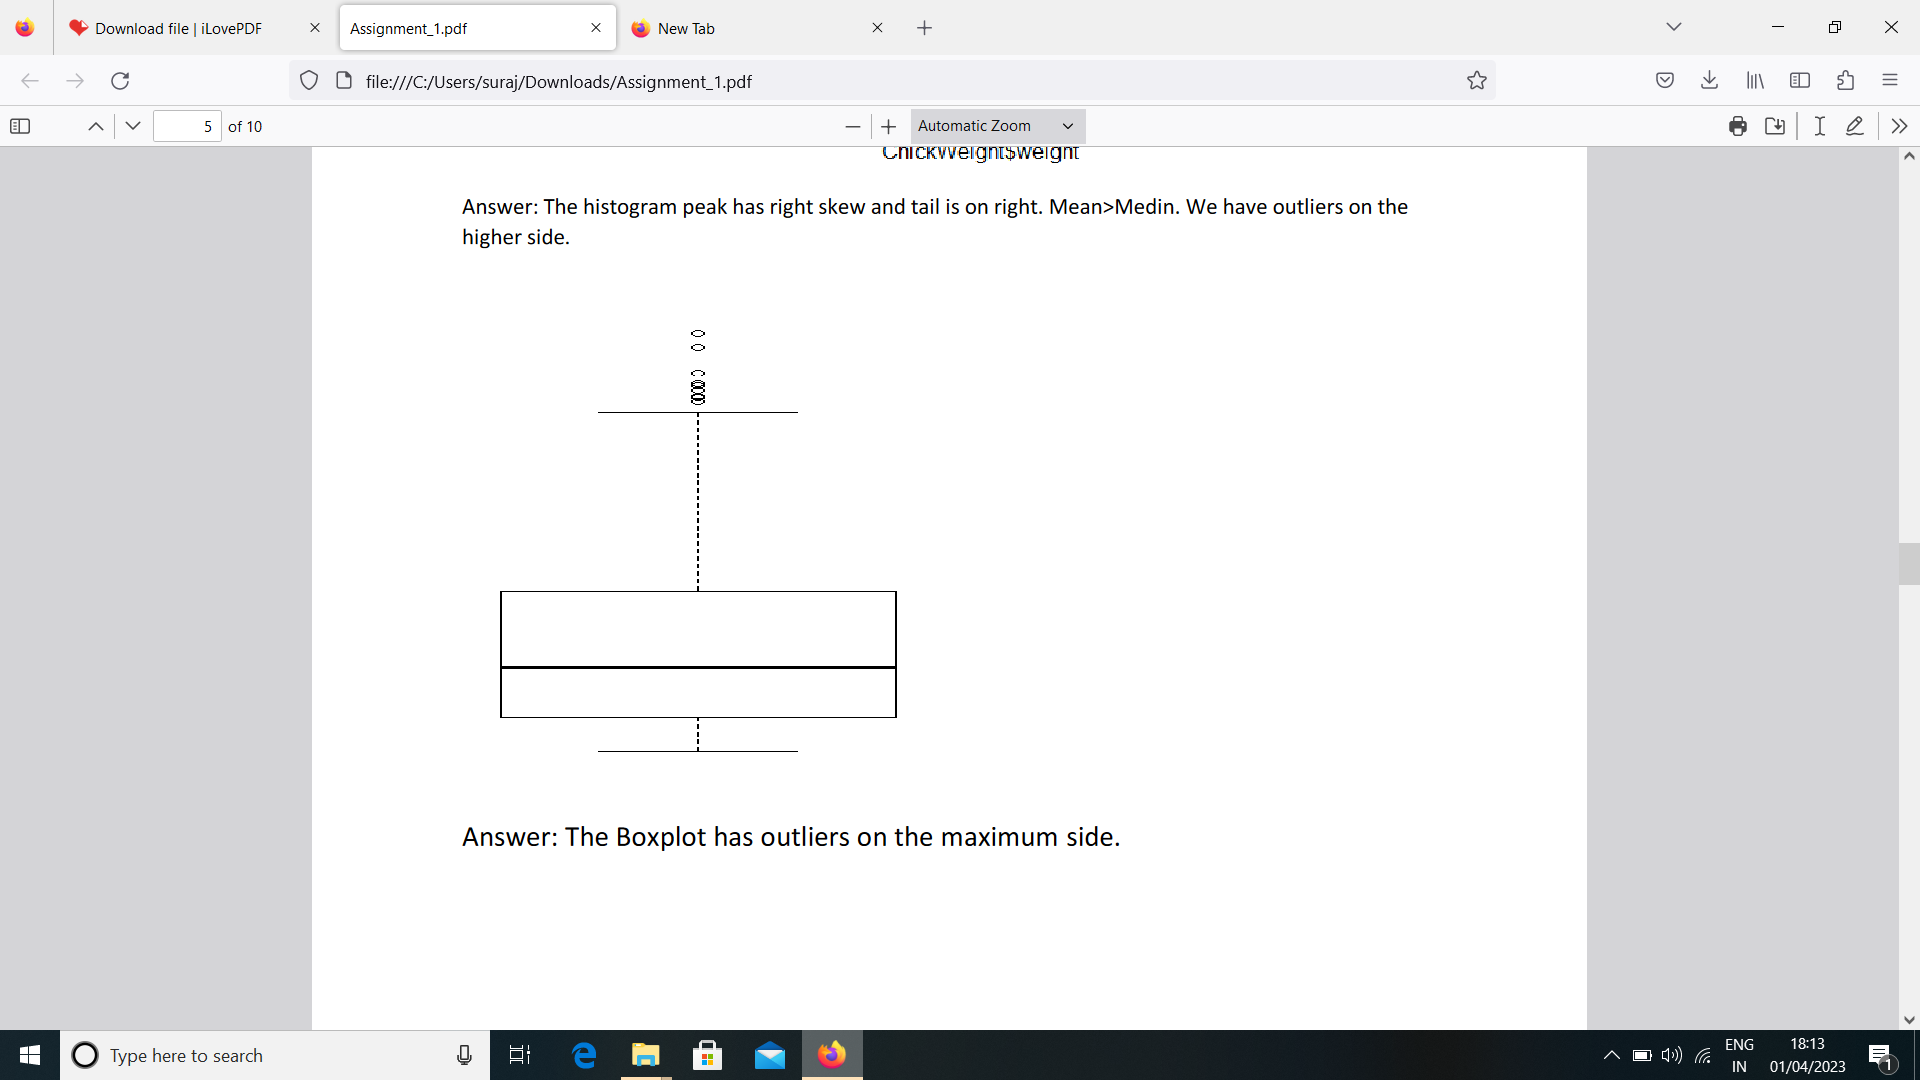 Download file | iLovePDF
Assignment_1.pdf
New Tab
file:///C:/Users/suraj/Downloads/Assignment_1.pdf
5 of 10
Automatic Zoom
ChickWeight$weight
Answer: The histogram peak has right skew and tail is on right. Mean>Medin. We have outliers on the
higher side.
Answer: The Boxplot has outliers on the maximum side.
Type here to search
ENG
IN
18:13
01/04/2023
1